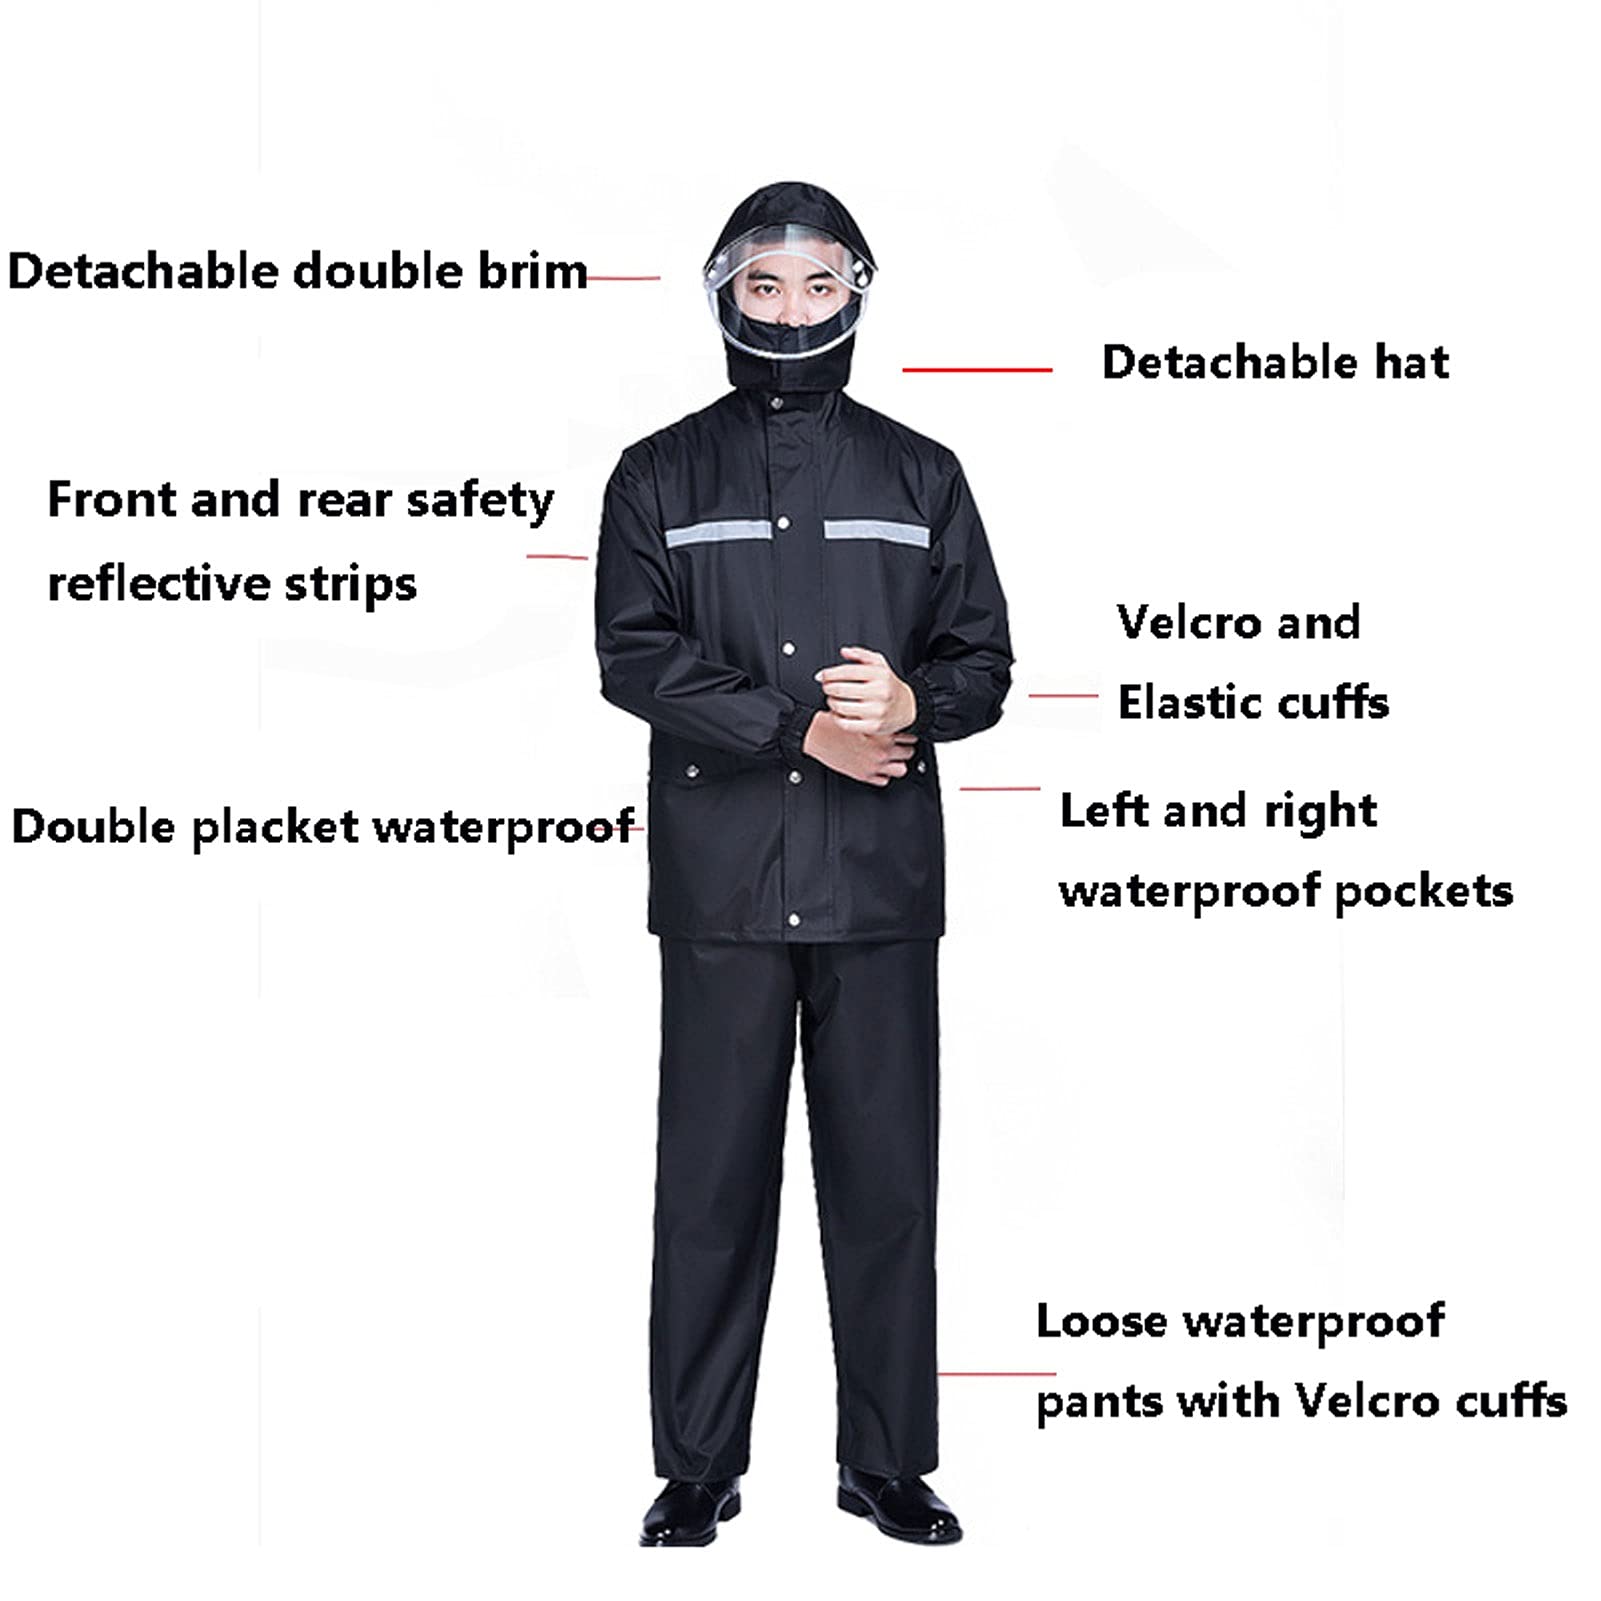 Detachable double brim
Detachable hat
Front and rear safety
reflective strips
Velcro and
Elastic cuffs
Left and right
waterproof pockets
Double placket waterproof
Loose waterproof
pants with Velcro cuffs